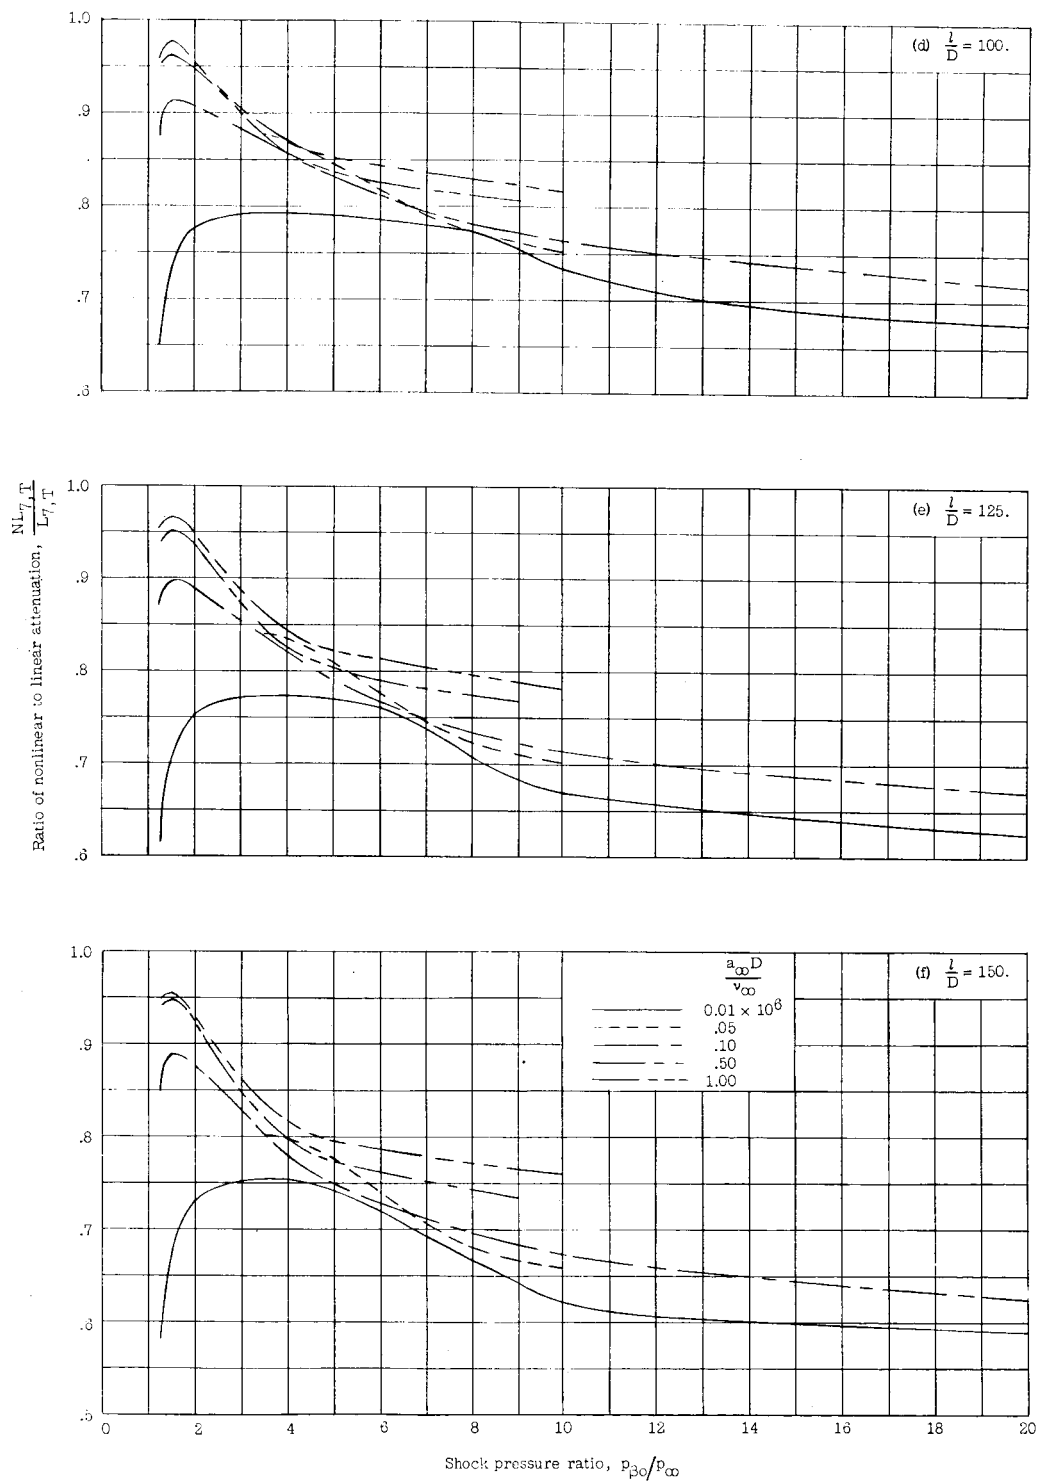 1.0
(d) l/D = 100.
.9
.8
.7
.6
Ratio of nonlinear to linear attenuation, NL7,T/L7,T
1.0
(e) l/D = 125.
.9
.8
.7
.6
1.0
(f) l/D = 150.
a∞D/ν∞
0.01 × 10⁶
.05
.10
.50
1.00
.9
.8
.7
.6
.5
0 2 4 6 8 10 12 14 16 18 20
Shock pressure ratio, pβo/p∞